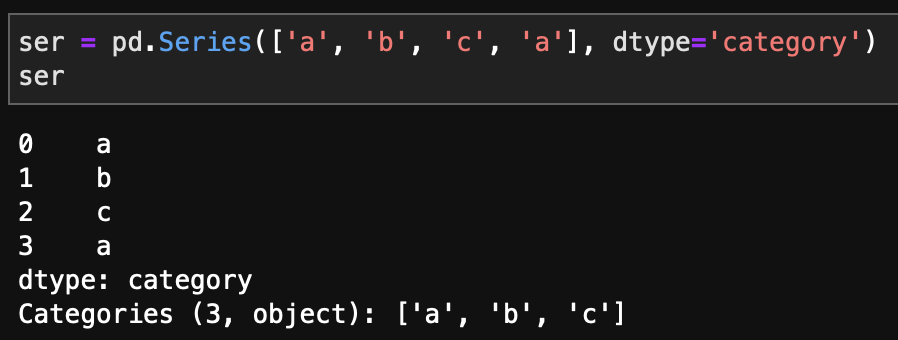 ser = pd.Series(['a', 'b', 'c', 'a'], dtype='category')
ser
0    a
1    b
2    c
3    a
dtype: category
Categories (3, object): ['a', 'b', 'c']